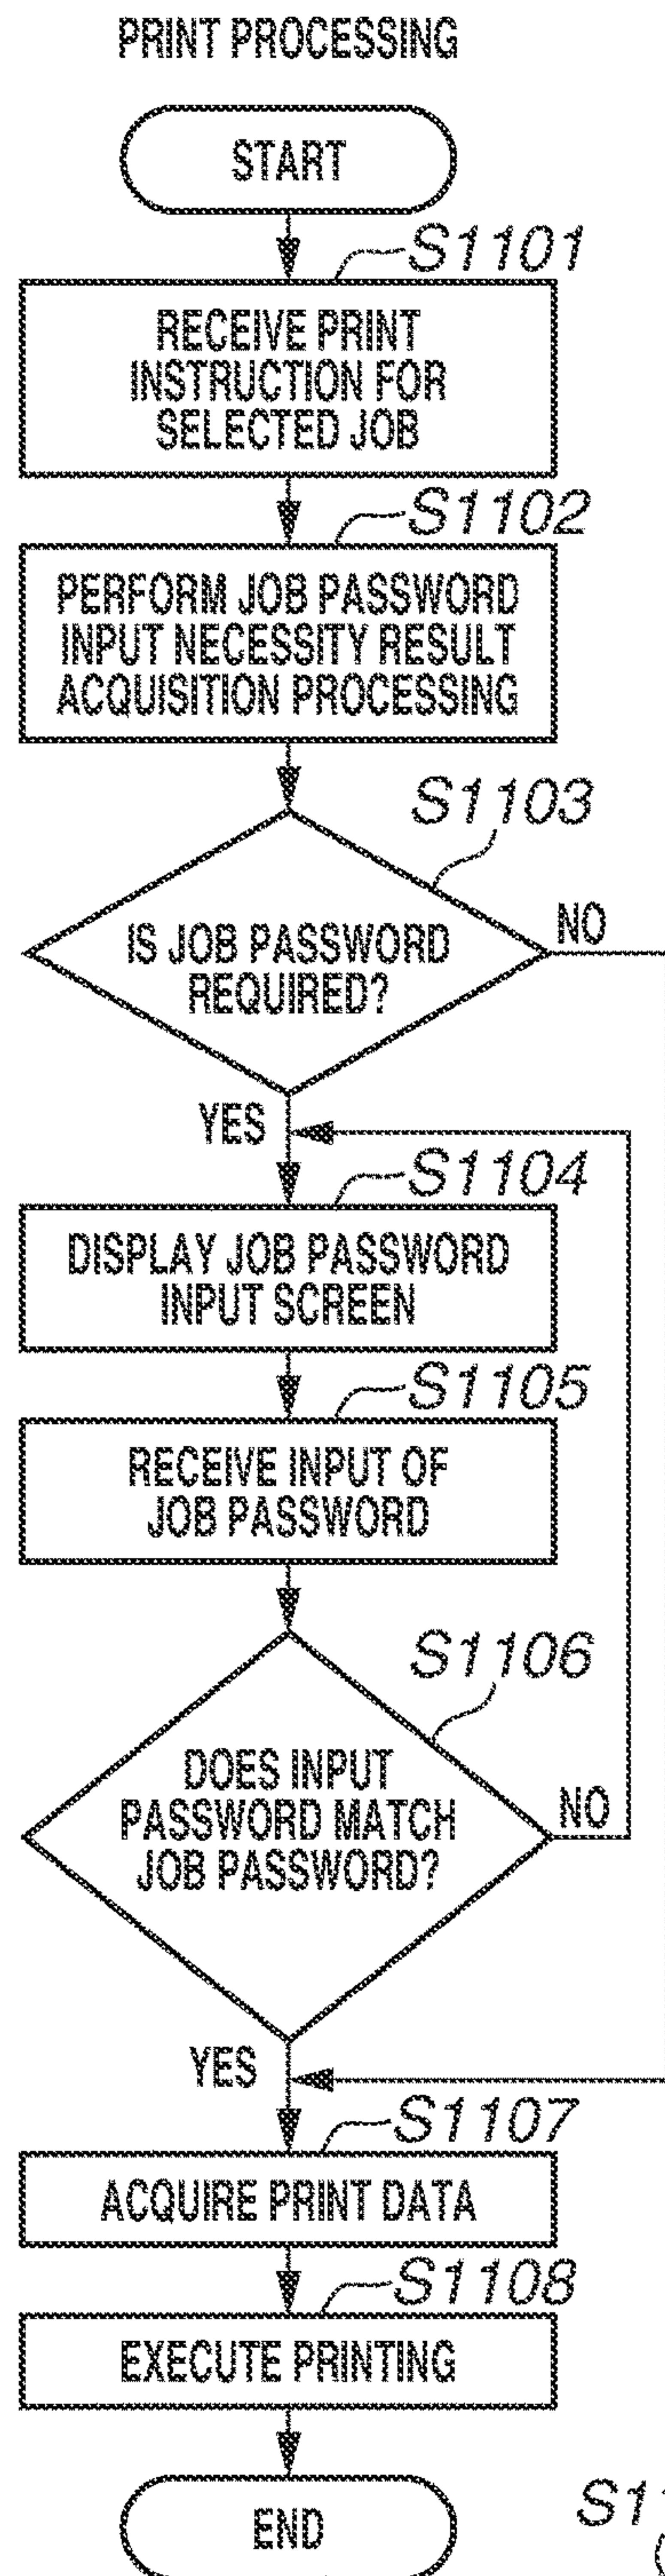 PRINT PROCESSING
START
S1101
RECEIVE PRINT
INSTRUCTION FOR
SELECTED JOB
S1102
PERFORM JOB PASSWORD
INPUT NECESSITY RESULT
ACQUISITION PROCESSING
S1103
IS JOB PASSWORD
REQUIRED?
NO
YES
S1104
DISPLAY JOB PASSWORD
INPUT SCREEN
S1105
RECEIVE INPUT OF
JOB PASSWORD
S1106
DOES INPUT
PASSWORD MATCH
JOB PASSWORD?
NO
YES
S1107
ACQUIRE PRINT DATA
S1108
EXECUTE PRINTING
END